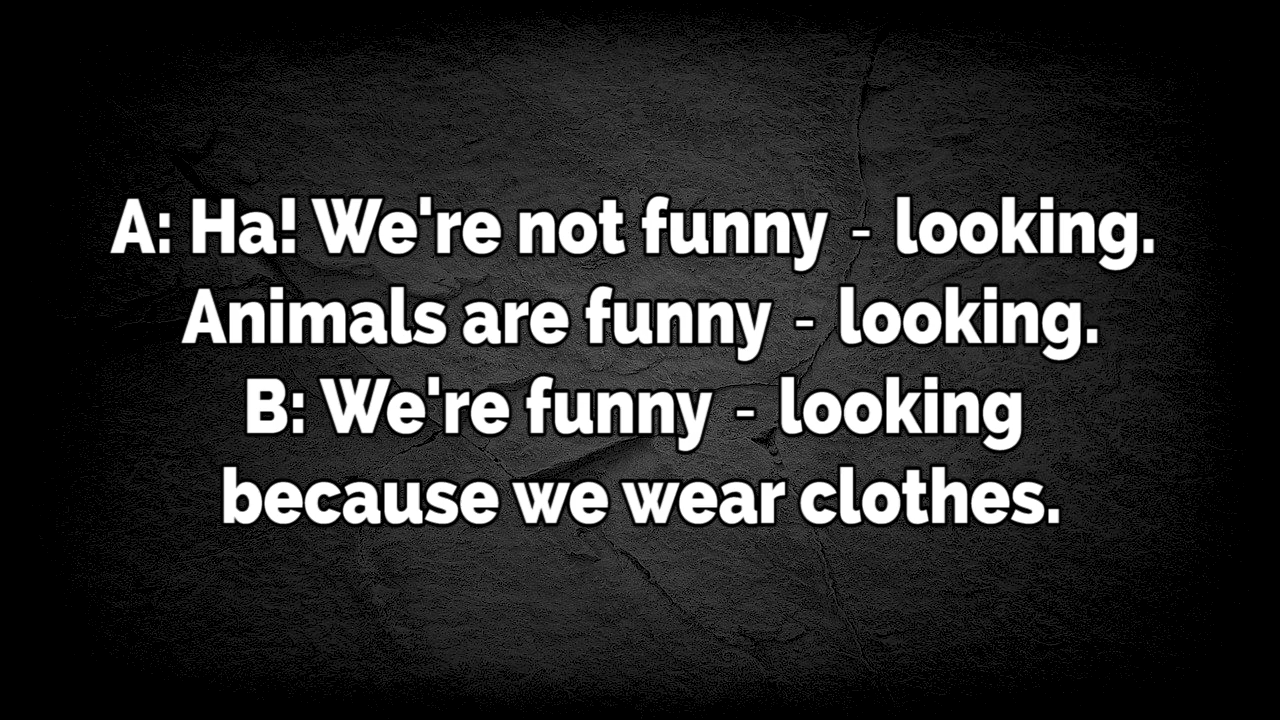 A: Ha! We're not funny - looking.
Animals are funny - looking.
B: We're funny - looking
because we wear clothes.